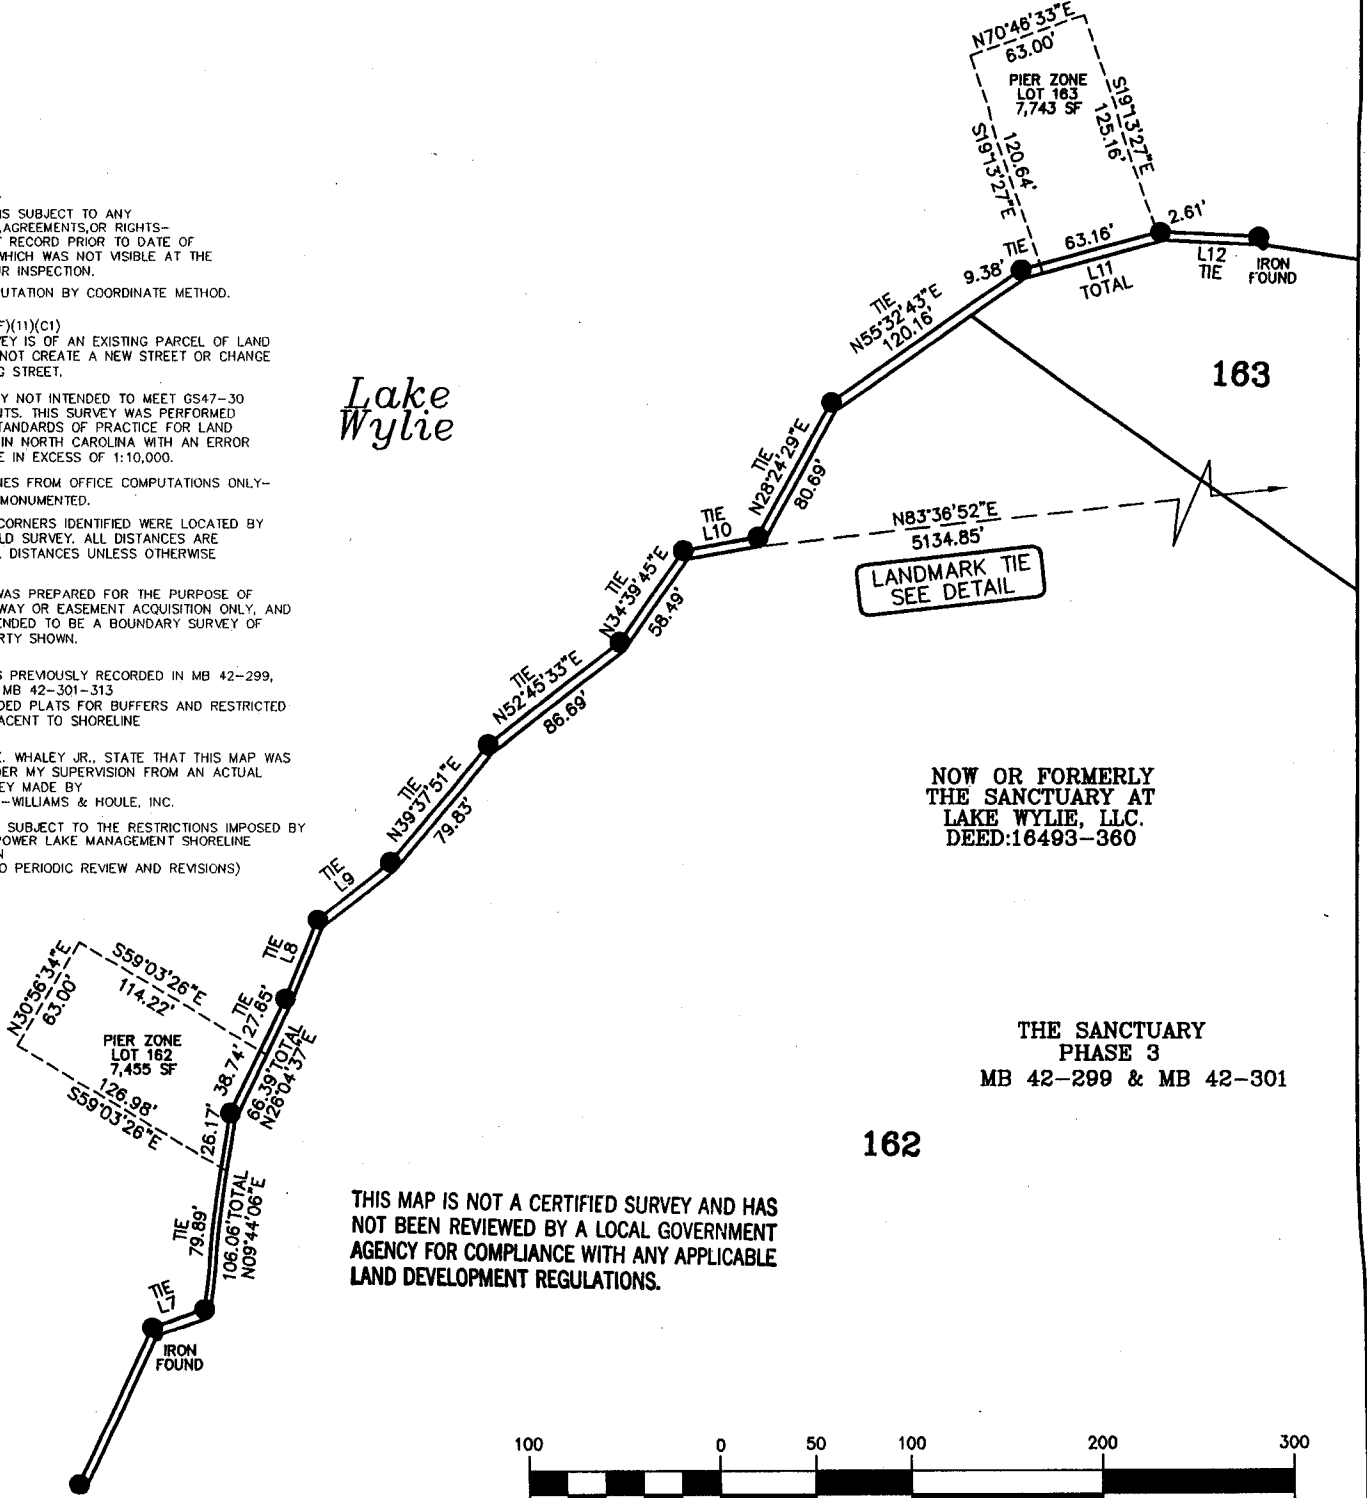 IS SUBJECT TO ANY
,AGREEMENTS,OR RIGHTS-
RECORD PRIOR TO DATE OF
WHICH WAS NOT VISIBLE AT THE
R INSPECTION.
UTATION BY COORDINATE METHOD.
F)(11)(C1)
EY IS OF AN EXISTING PARCEL OF LAND
NOT CREATE A NEW STREET OR CHANGE
G STREET.
Y NOT INTENDED TO MEET GS47-30
NTS. THIS SURVEY WAS PERFORMED
TANDARDS OF PRACTICE FOR LAND
IN NORTH CAROLINA WITH AN ERROR
E IN EXCESS OF 1:10,000.
NES FROM OFFICE COMPUTATIONS ONLY-
MONUMENTED.
CORNERS IDENTIFIED WERE LOCATED BY
LD SURVEY. ALL DISTANCES ARE
DISTANCES UNLESS OTHERWISE
WAS PREPARED FOR THE PURPOSE OF
WAY OR EASEMENT ACQUISITION ONLY, AND
ENDED TO BE A BOUNDARY SURVEY OF
RTY SHOWN.
S PREVIOUSLY RECORDED IN MB 42-299,
MB 42-301-313
DED PLATS FOR BUFFERS AND RESTRICTED
ACENT TO SHORELINE
E. WHALEY JR., STATE THAT THIS MAP WAS
DER MY SUPERVISION FROM AN ACTUAL
EY MADE BY
-WILLIAMS & HOULE, INC.
SUBJECT TO THE RESTRICTIONS IMPOSED BY
POWER LAKE MANAGEMENT SHORELINE
N
O PERIODIC REVIEW AND REVISIONS)
Lake
Wylie
N70°46'33"E
63.00'
PIER ZONE
LOT 163
7,743 SF
S19°13'27"E
125.16'
120.64'
S19°13'27"E
2.61'
63.16'
TIE
9.38'
L11
TOTAL
L12
TIE
IRON
FOUND
TIE
N55°32'43"E
120.16'
163
TIE
N28°24'29"E
80.69'
N83°36'52"E
5134.85'
LANDMARK TIE
SEE DETAIL
TIE
L10
TIE
N34°39'45"E
58.49'
TIE
N52°45'33"E
86.69'
TIE
N39°37'51"E
79.83'
TIE
L9
TIE
L8
NOW OR FORMERLY
THE SANCTUARY AT
LAKE WYLIE, LLC.
DEED:16493-360
THE SANCTUARY
PHASE 3
MB 42-299 & MB 42-301
162
N30°56'34"E
63.00'
S59°03'26"E
114.22'
PIER ZONE
LOT 162
7,455 SF
126.98'
S59°03'26"E
TIE
27.65'
38.74'
66.39'TOTAL
N26°04'37"E
26.17'
TIE
79.89'
106.06'TOTAL
N09°44'06"E
TIE
L7
IRON
FOUND
THIS MAP IS NOT A CERTIFIED SURVEY AND HAS
NOT BEEN REVIEWED BY A LOCAL GOVERNMENT
AGENCY FOR COMPLIANCE WITH ANY APPLICABLE
LAND DEVELOPMENT REGULATIONS.
100 0 50 100 200 300